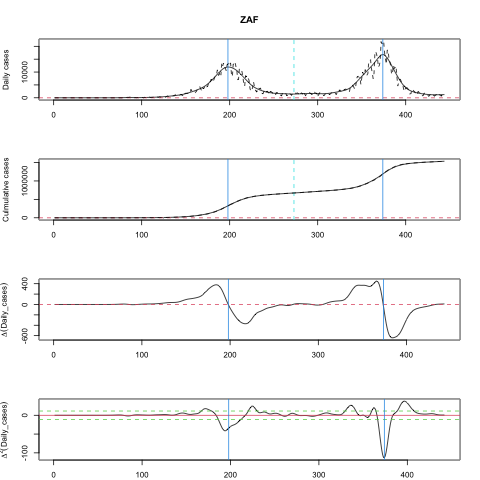 ZAF
Daily cases
0 10000
0 100 200 300 400
Culmulative cases
0 1000000
0 100 200 300 400
Δ(Daily_cases)
-600 0 400
0 100 200 300 400
Δ²(Daily_cases)
-100 0
0 100 200 300 400